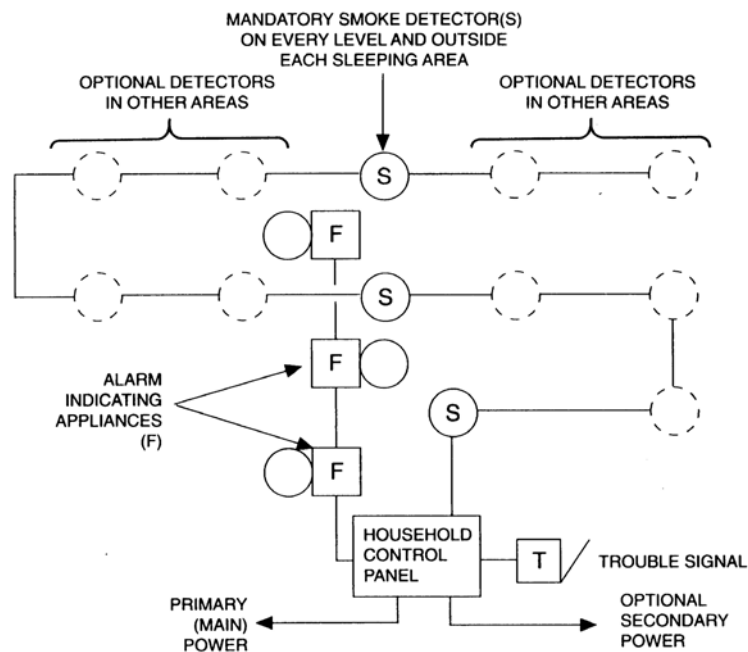 MANDATORY SMOKE DETECTOR(S)
ON EVERY LEVEL AND OUTSIDE
EACH SLEEPING AREA
OPTIONAL DETECTORS
IN OTHER AREAS
OPTIONAL DETECTORS
IN OTHER AREAS
S
F
S
F
ALARM
INDICATING
APPLIANCES
(F)
S
F
HOUSEHOLD
CONTROL
PANEL
T
TROUBLE SIGNAL
PRIMARY
(MAIN)
POWER
OPTIONAL
SECONDARY
POWER